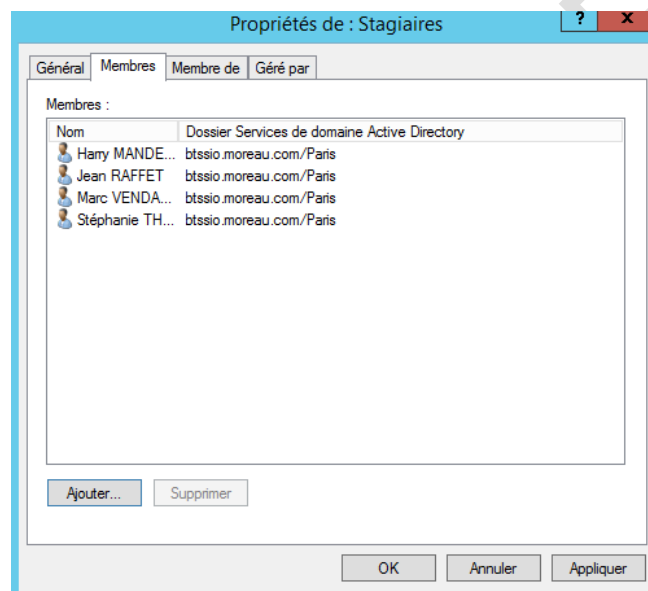 Propriétés de : Stagiaires ? x
Général Membres Membre de Géré par
Membres :
Nom Dossier Services de domaine Active Directory
Harry MANDE... btssio.moreau.com/Paris
Jean RAFFET btssio.moreau.com/Paris
Marc VENDA... btssio.moreau.com/Paris
Stéphanie TH... btssio.moreau.com/Paris
Ajouter... Supprimer
OK Annuler Appliquer